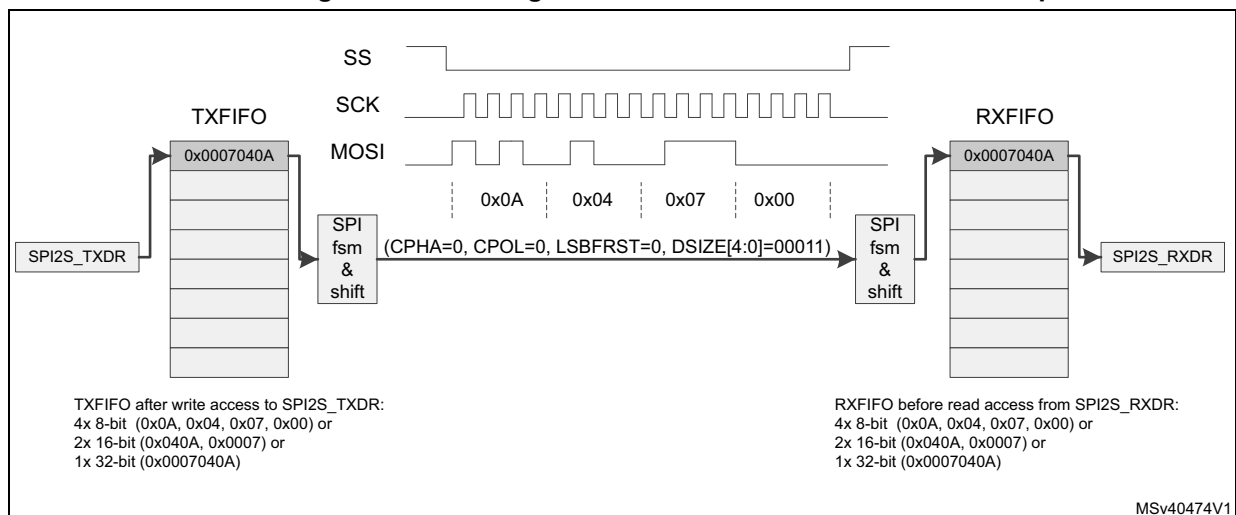 SS
SCK
MOSI
TXFIFO
0x0007040A
RXFIFO
0x0007040A
0x0A
0x04
0x07
0x00
SPI2S_TXDR
SPI
fsm
&
shift
(CPHA=0, CPOL=0, LSBFRST=0, DSIZE[4:0]=00011)
SPI
fsm
&
shift
SPI2S_RXDR
TXFIFO after write access to SPI2S_TXDR:
4x 8-bit  (0x0A, 0x04, 0x07, 0x00) or
2x 16-bit (0x040A, 0x0007) or
1x 32-bit (0x0007040A)
RXFIFO before read access from SPI2S_RXDR:
4x 8-bit  (0x0A, 0x04, 0x07, 0x00) or
2x 16-bit (0x040A, 0x0007) or
1x 32-bit (0x0007040A)
MSv40474V1